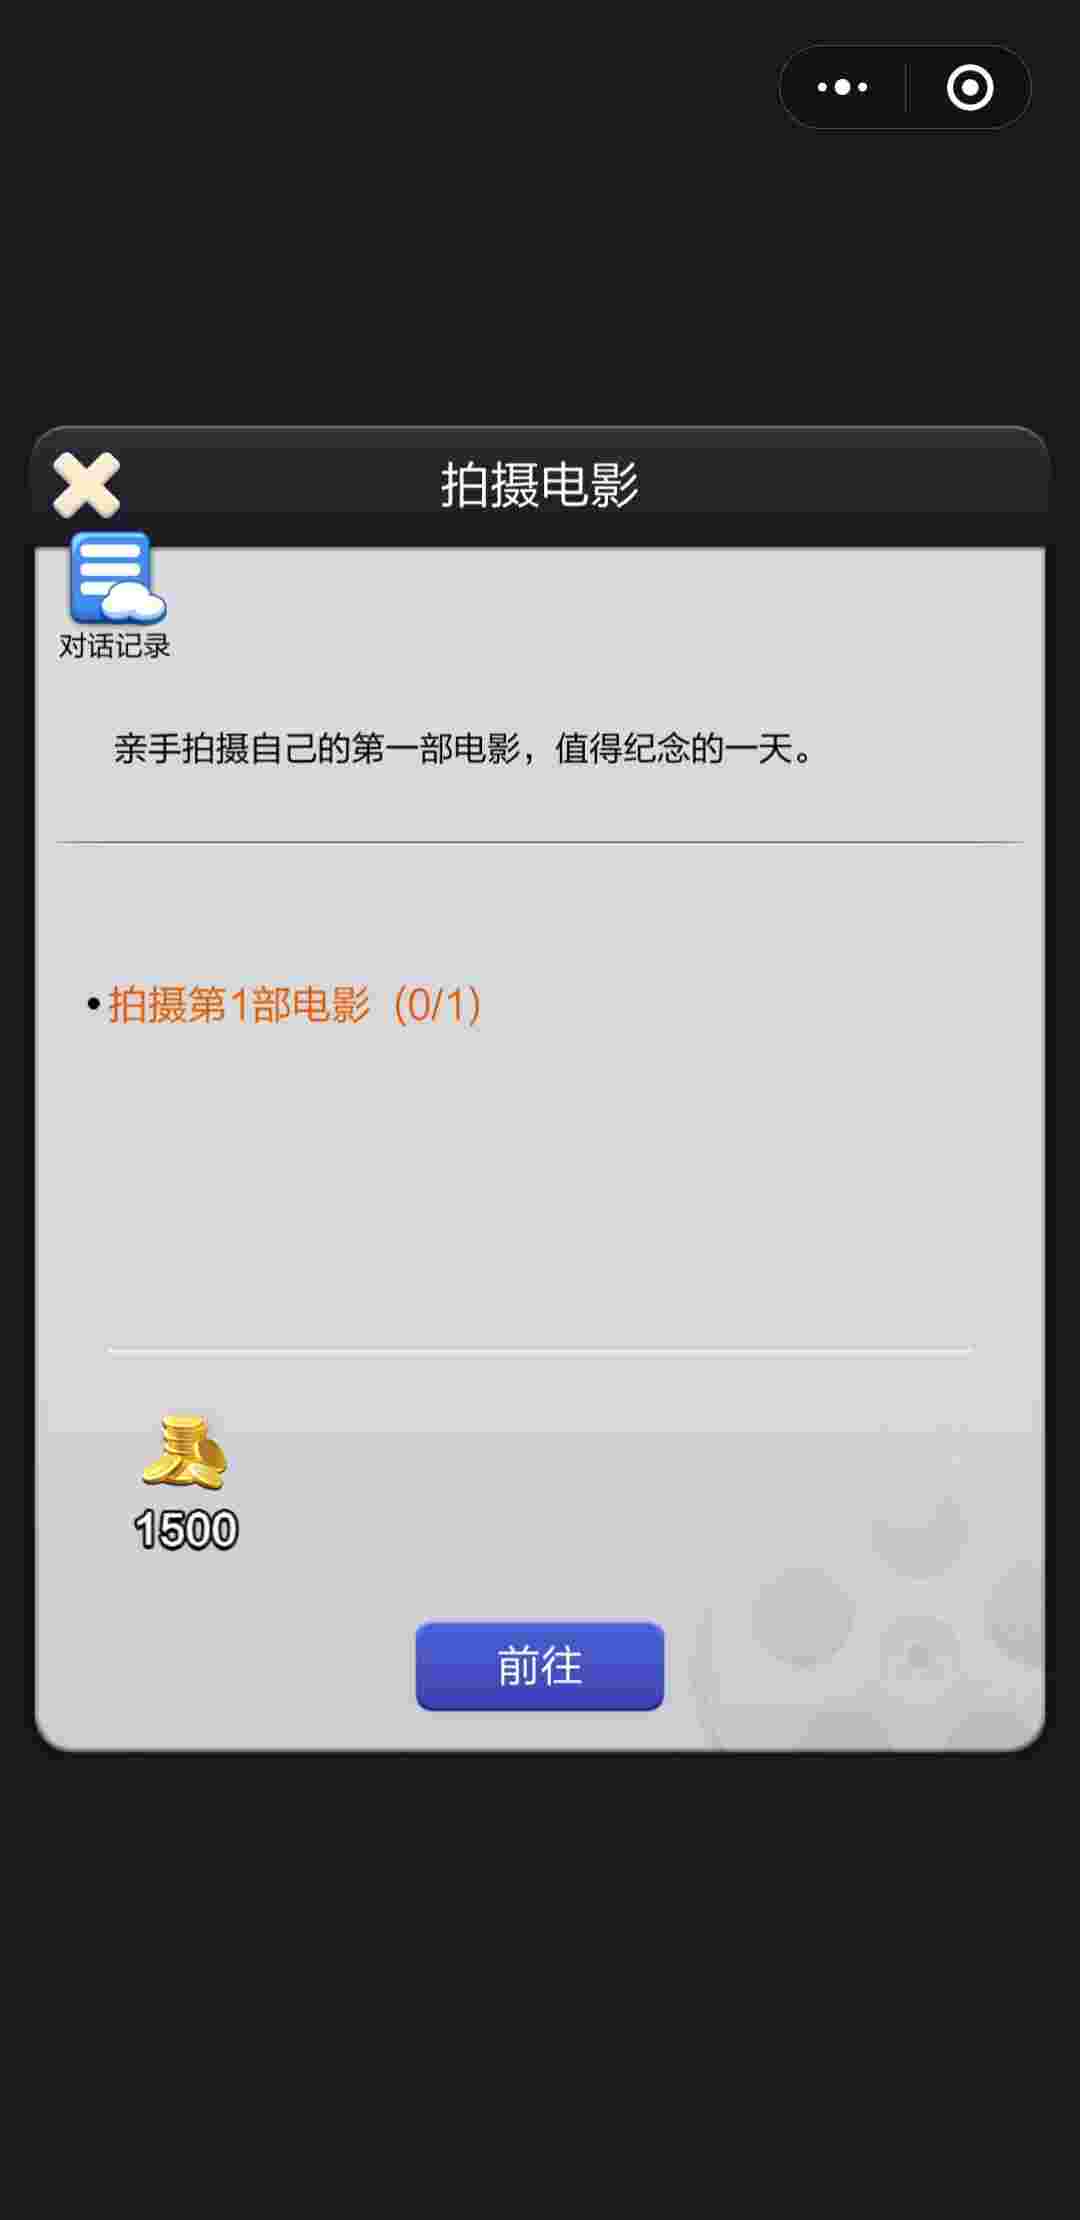 拍摄电影
对话记录
亲手拍摄自己的第一部电影，值得纪念的一天。
•拍摄第1部电影 (0/1)
1500
前往